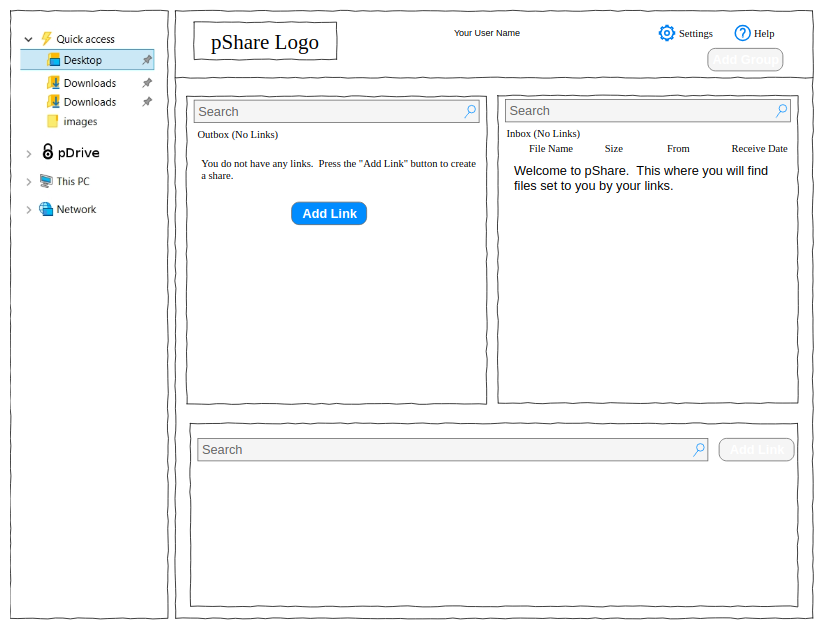 Quick access
Desktop
Downloads
Downloads
images
pDrive
This PC
Network
pShare Logo
Your User Name
Settings
Help
Add Group
Search
Outbox (No Links)
You do not have any links.  Press the "Add Link" button to create
a share.
Add Link
Search
Inbox (No Links)
File Name Size From Receive Date
Welcome to pShare.  This where you will find
files set to you by your links.
Search
Add Link